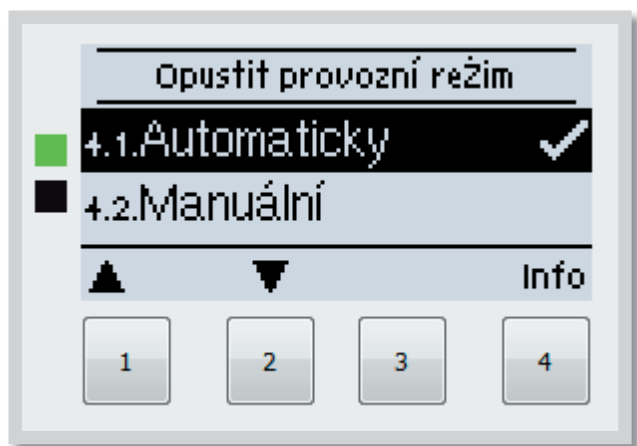 Opustit provozní reŽim
4.1.Automaticky
4.2.Manuální
Info
1 2 3 4